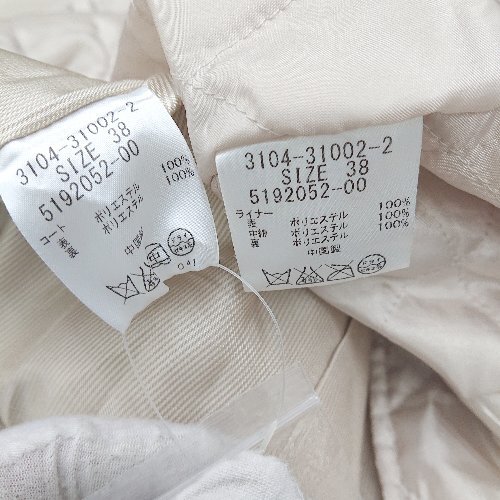 3104-31002-2
SIZE 38
5192052-00
コート
表 ポリエステル 100%
裏 ポリエステル 100%
中国製
041
3104-31002-2
SIZE 38
5192052-00
ライナー
表 ポリエステル 100%
中綿 ポリエステル 100%
裏 ポリエステル 100%
中国製